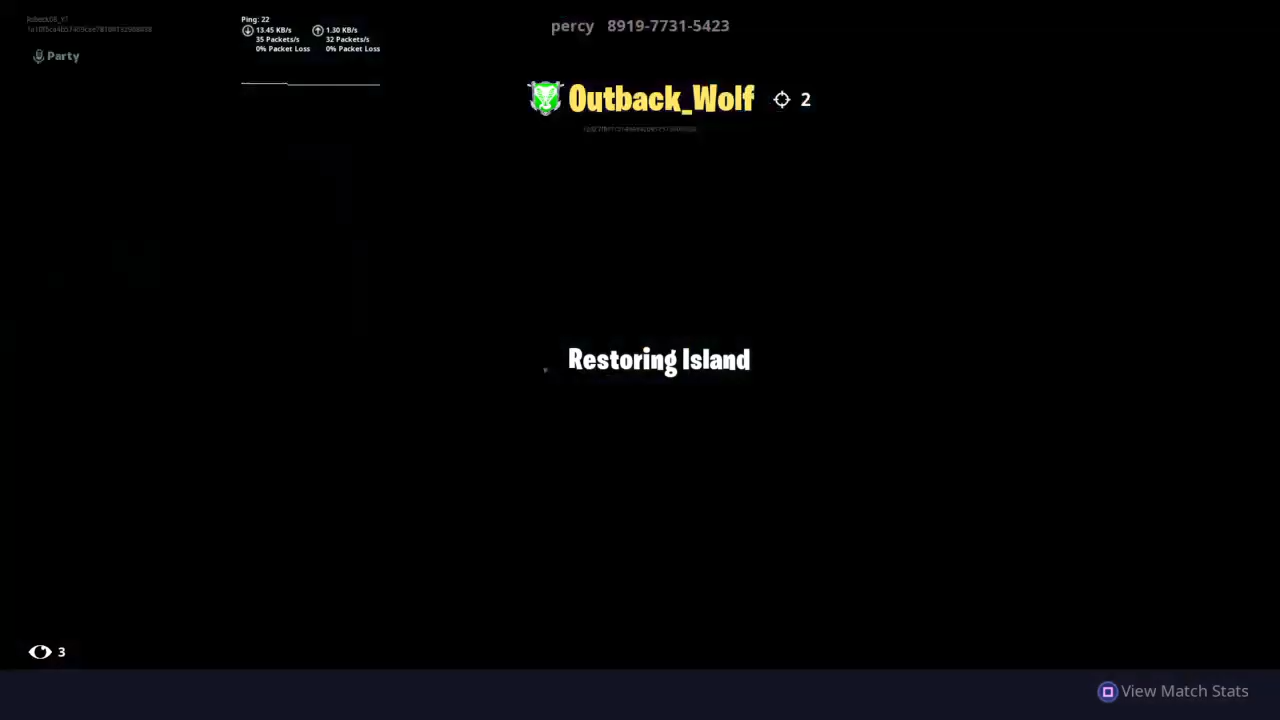 Party
Ping: 22
13.45 KB/s 1.30 KB/s
35 Packets/s 32 Packets/s
0% Packet Loss 0% Packet Loss
percy 8919-7731-5423
Outback_Wolf 2
Restoring Island
3
View Match Stats